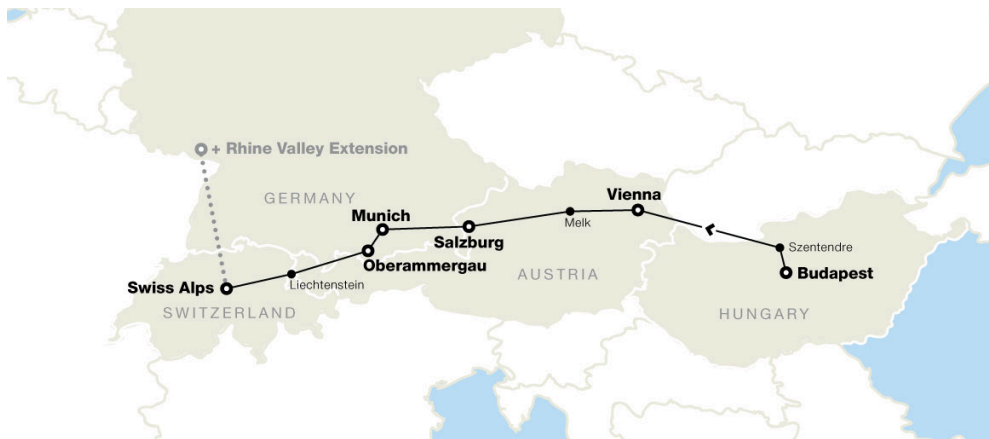 + Rhine Valley Extension
GERMANY
Vienna
Munich
Melk
Salzburg
Szentendre
Oberammergau
Budapest
AUSTRIA
Liechtenstein
Swiss Alps
SWITZERLAND
HUNGARY